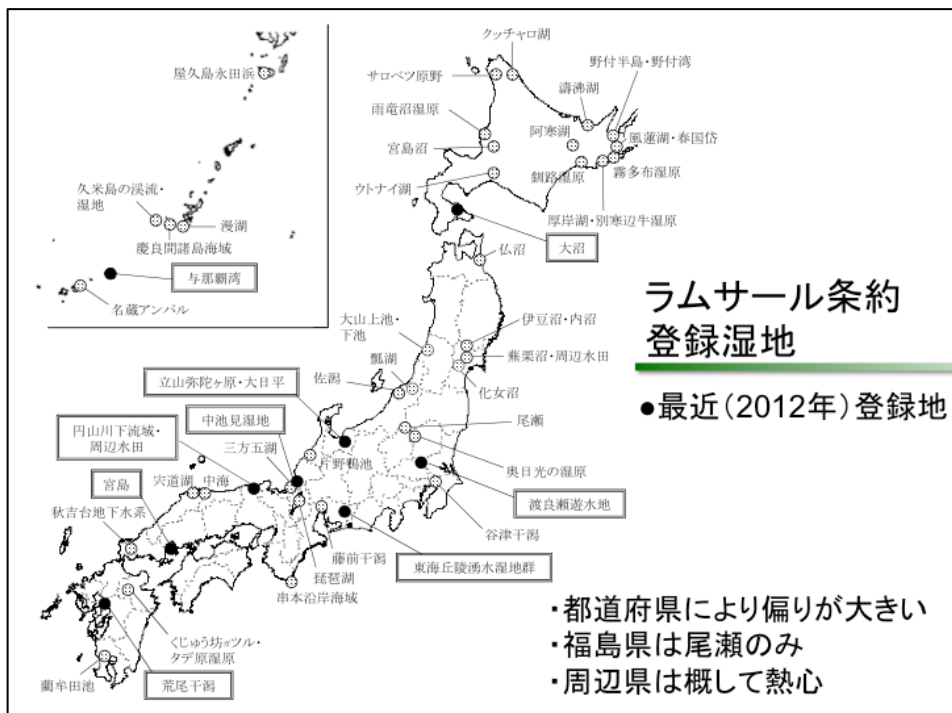 クッチャロ湖
屋久島永田浜
サロベツ原野
野付半島・野付湾
濤沸湖
雨竜沼湿原
阿寒湖
風蓮湖・春国岱
宮島沼
ウトナイ湖
釧路湿原
霧多布湿原
久米島の渓流・
湿地
漫湖
慶良間諸島海域
厚岸湖・別寒辺牛湿原
大沼
仏沼
与那覇湾
名蔵アンパル
ラムサール条約
登録湿地
●最近(2012年)登録地
大山上池・
下池
伊豆沼・内沼
蕪栗沼・周辺水田
瓢湖
化女沼
佐潟
立山弥陀ヶ原・大日平
尾瀬
中池見湿地
円山川下流域・
周辺水田
三方五湖
片野鴨池
奥日光の湿原
宮島
宍道湖
中海
渡良瀬遊水地
秋吉台地下水系
谷津干潟
藤前干潟
東海丘陵湧水湿地群
琵琶湖
串本沿岸海域
くじゅう坊ガツル・
タデ原湿原
藺牟田池
荒尾干潟
・都道府県により偏りが大きい
・福島県は尾瀬のみ
・周辺県は概して熱心